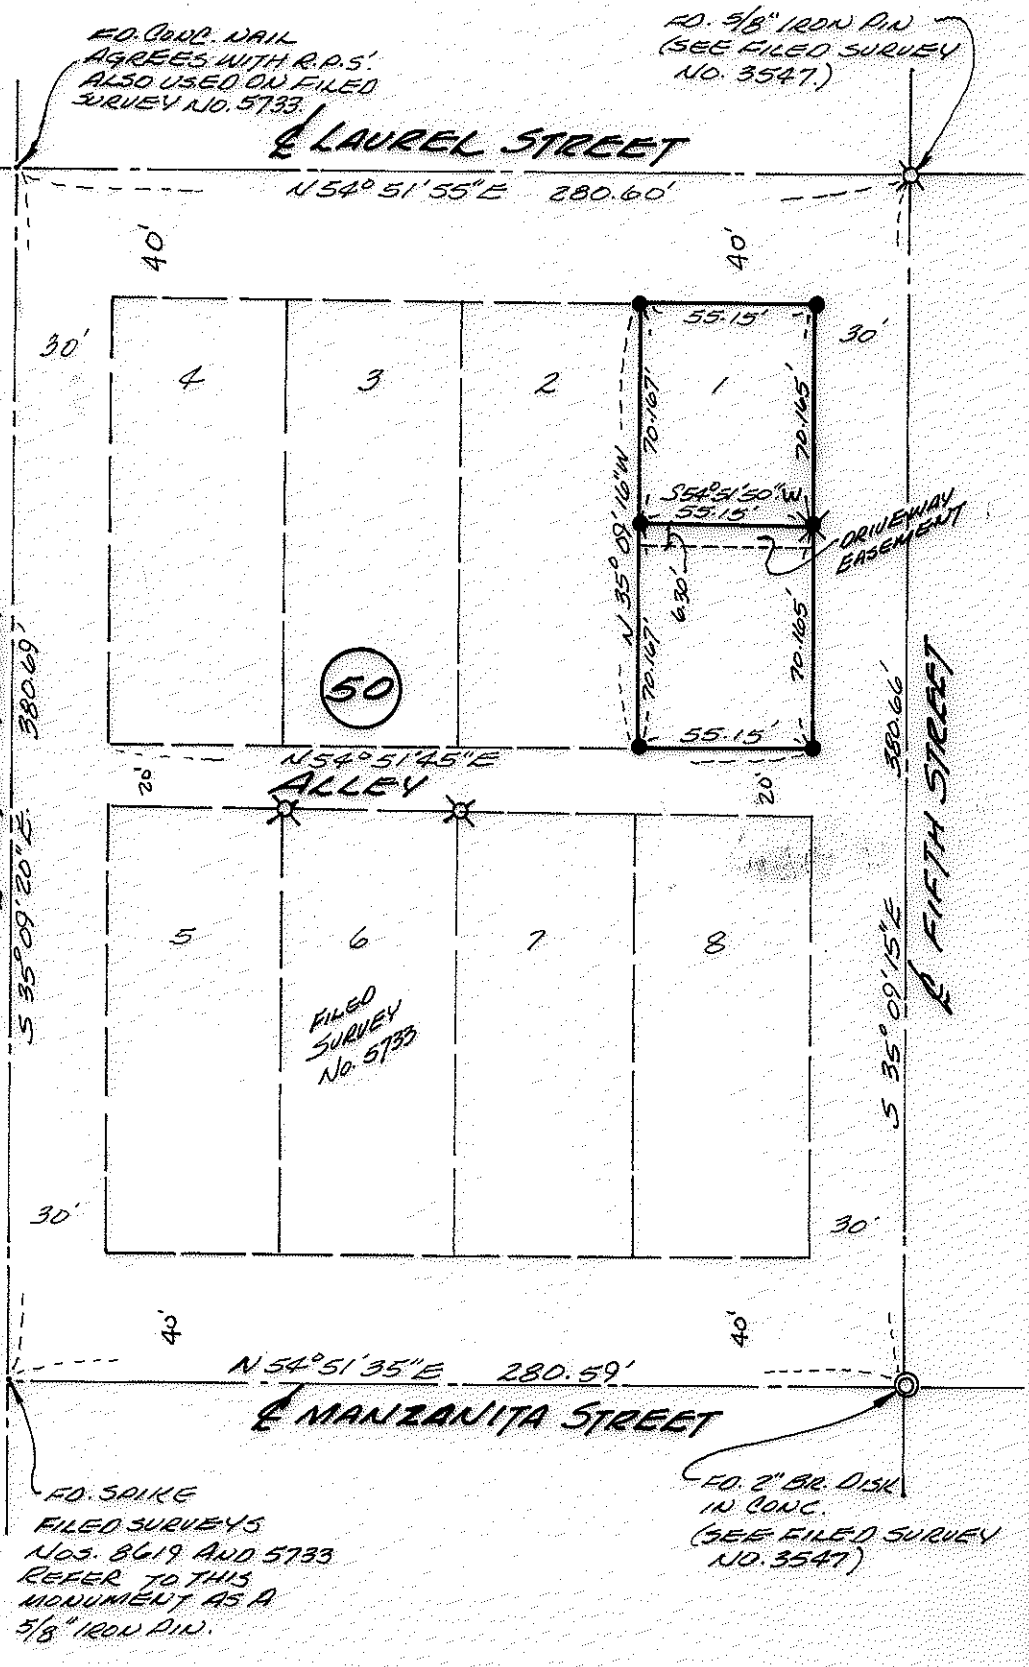 FD. CONC. NAIL
AGREES WITH R.P.S'.
ALSO USED ON FILED
SURVEY NO. 5733
FD. 5/8" IRON PIN
(SEE FILED SURVEY
NO. 3547.)
℄ LAUREL STREET
N 54° 51' 55" E 280.60'
40'
40'
30'
55.15'
30'
4
3
2
1
70.167'
70.165'
N 35° 09' 16" W
S 54° 51' 50" W
55.15'
DRIVEWAY
EASEMENT
6.30'
70.167'
70.165'
50
380.69'
S 35° 09' 20" E.
55.15'
N 54° 51' 45" E
ALLEY
20'
20'
380.66'
S 35° 09' 15" E
℄ FIFTH STREET
5
6
7
8
FILED
SURVEY
No. 5733
30'
30'
40'
40'
N 54° 51' 35" E 280.59'
℄ MANZANITA STREET
FD. SPIKE
FILED SURVEYS
NOS. 8619 AND 5733
REFER TO THIS
MONUMENT AS A
5/8" IRON PIN.
FD. 2" BR. DISK
IN CONC.
(SEE FILED SURVEY
NO. 3547)